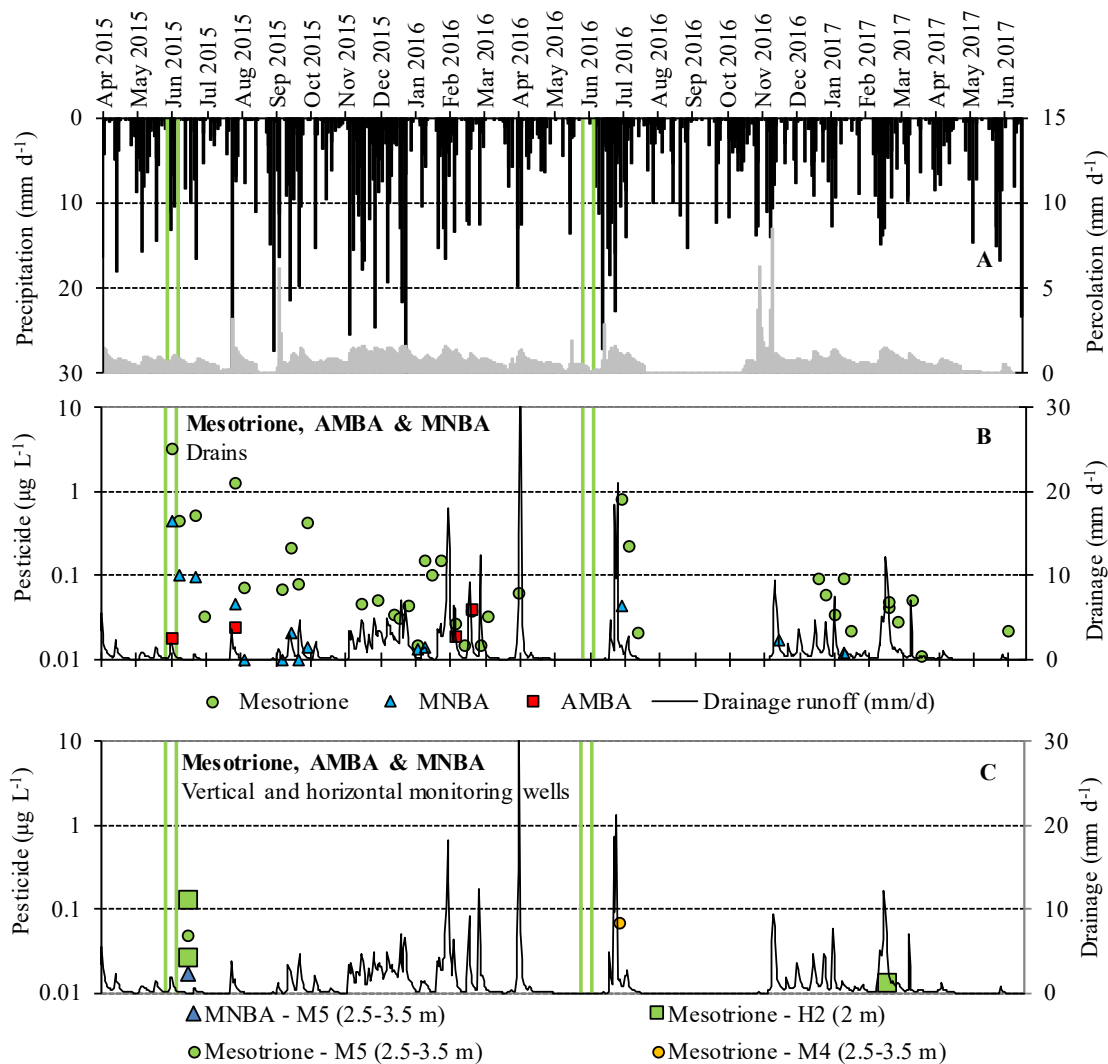 Apr 2015
May 2015
Jun 2015
Jul 2015
Aug 2015
Sep 2015
Oct 2015
Nov 2015
Dec 2015
Jan 2016
Feb 2016
Mar 2016
Apr 2016
May 2016
Jun 2016
Jul 2016
Aug 2016
Sep 2016
Oct 2016
Nov 2016
Dec 2016
Jan 2017
Feb 2017
Mar 2017
Apr 2017
May 2017
Jun 2017
Precipitation (mm d-1)
0
10
20
30
15
10
5
0
Percolation (mm d-1)
A
Pesticide (µg L-1)
10
1
0.1
0.01
Mesotrione, AMBA & MNBA
Drains
B
30
20
10
0
Drainage (mm d-1)
Mesotrione MNBA AMBA Drainage runoff (mm/d)
Pesticide (µg L-1)
10
1
0.1
0.01
Mesotrione, AMBA & MNBA
Vertical and horizontal monitoring wells
C
30
20
10
0
Drainage (mm d-1)
MNBA - M5 (2.5-3.5 m) Mesotrione - H2 (2 m)
Mesotrione - M5 (2.5-3.5 m) Mesotrione - M4 (2.5-3.5 m)